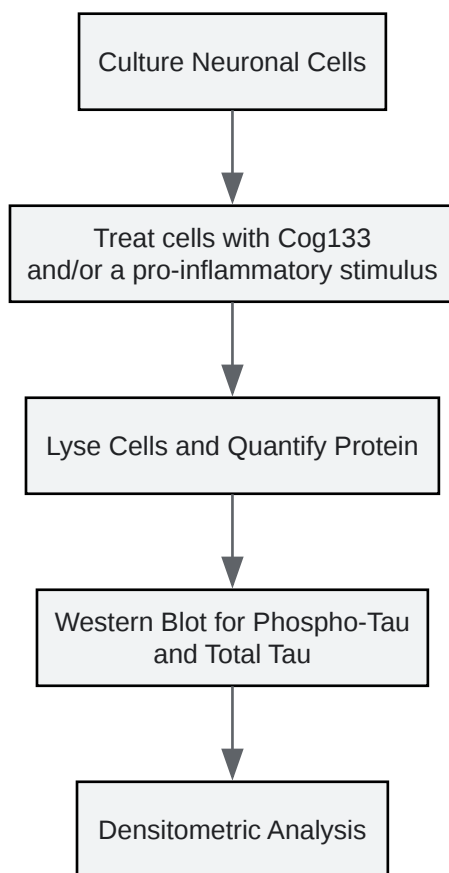 Culture Neuronal Cells
Treat cells with Cog133
and/or a pro-inflammatory stimulus
Lyse Cells and Quantify Protein
Western Blot for Phospho-Tau
and Total Tau
Densitometric Analysis